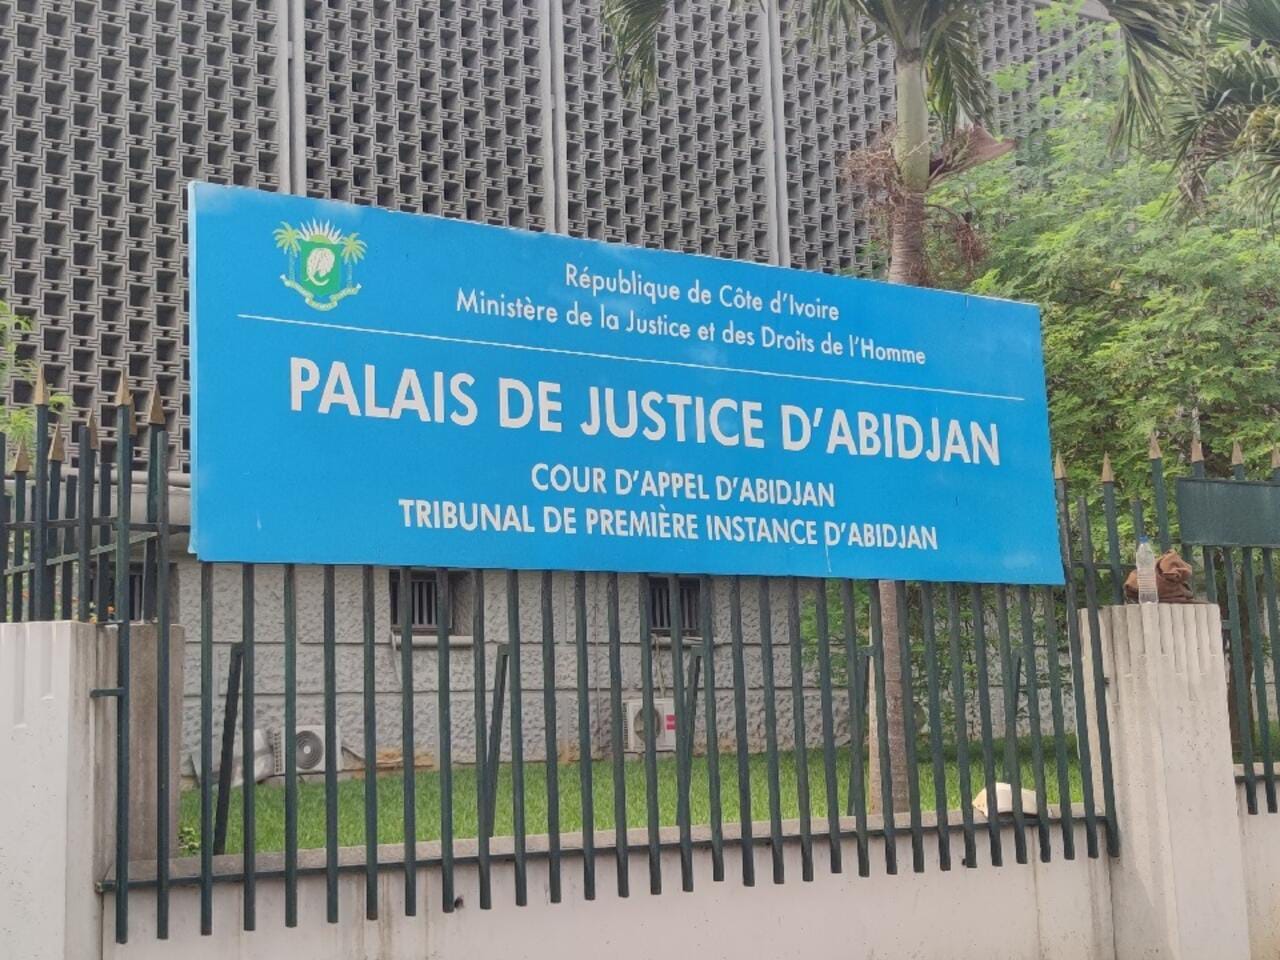 République de Côte d'Ivoire
Ministère de la Justice et des Droits de l'Homme
PALAIS DE JUSTICE D'ABIDJAN
COUR D'APPEL D'ABIDJAN
TRIBUNAL DE PREMIÈRE INSTANCE D'ABIDJAN